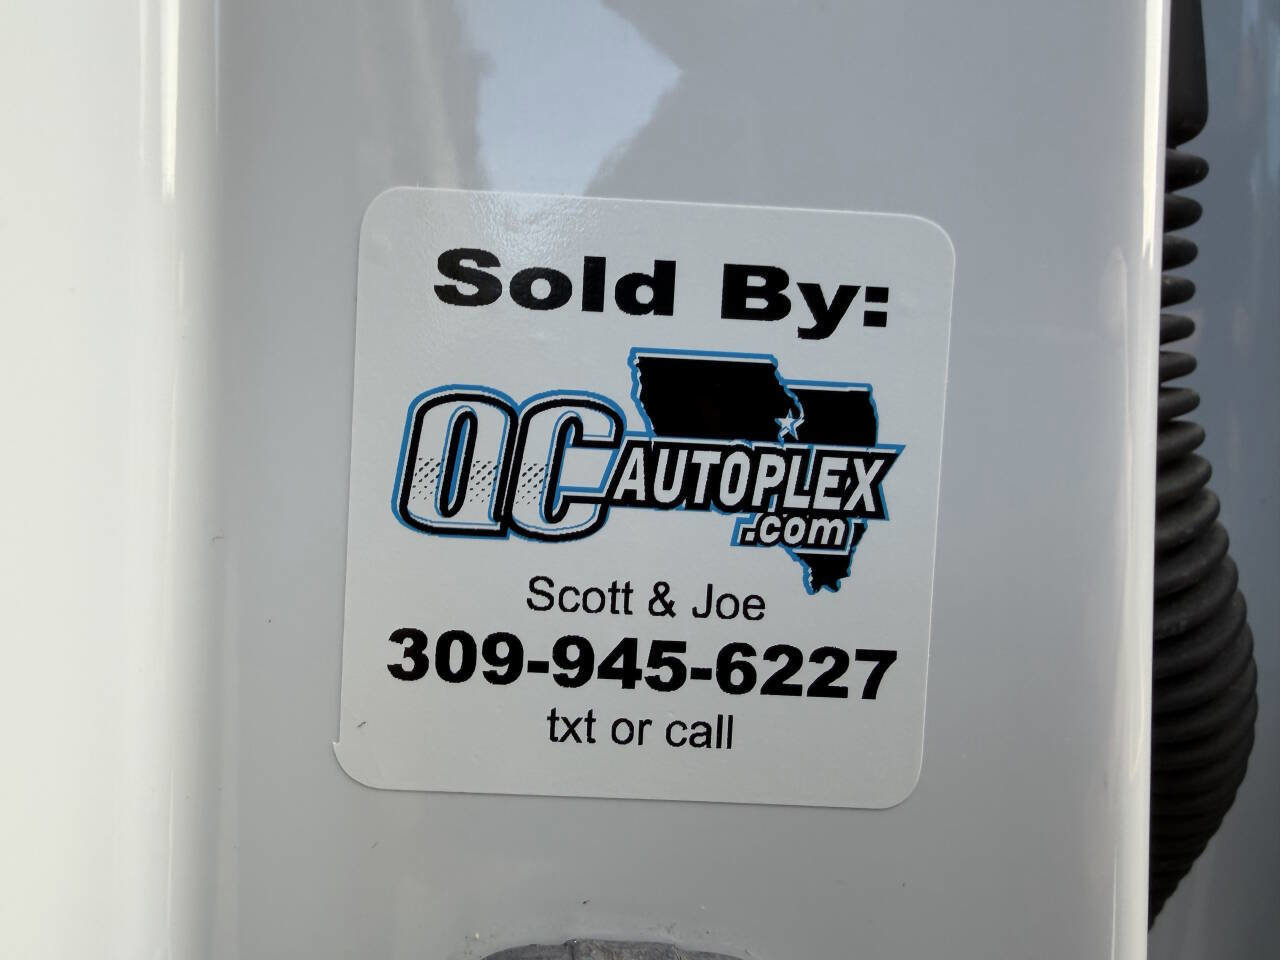 Sold By:
QC AUTOPLEX
.com
Scott & Joe
309-945-6227
txt or call